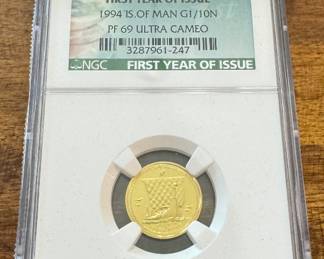 FIRST YEAR OF ISSUE
1994 IS.OF MAN G1/10N
PF 69 ULTRA CAMEO
3287961-247
NGC FIRST YEAR OF ISSUE